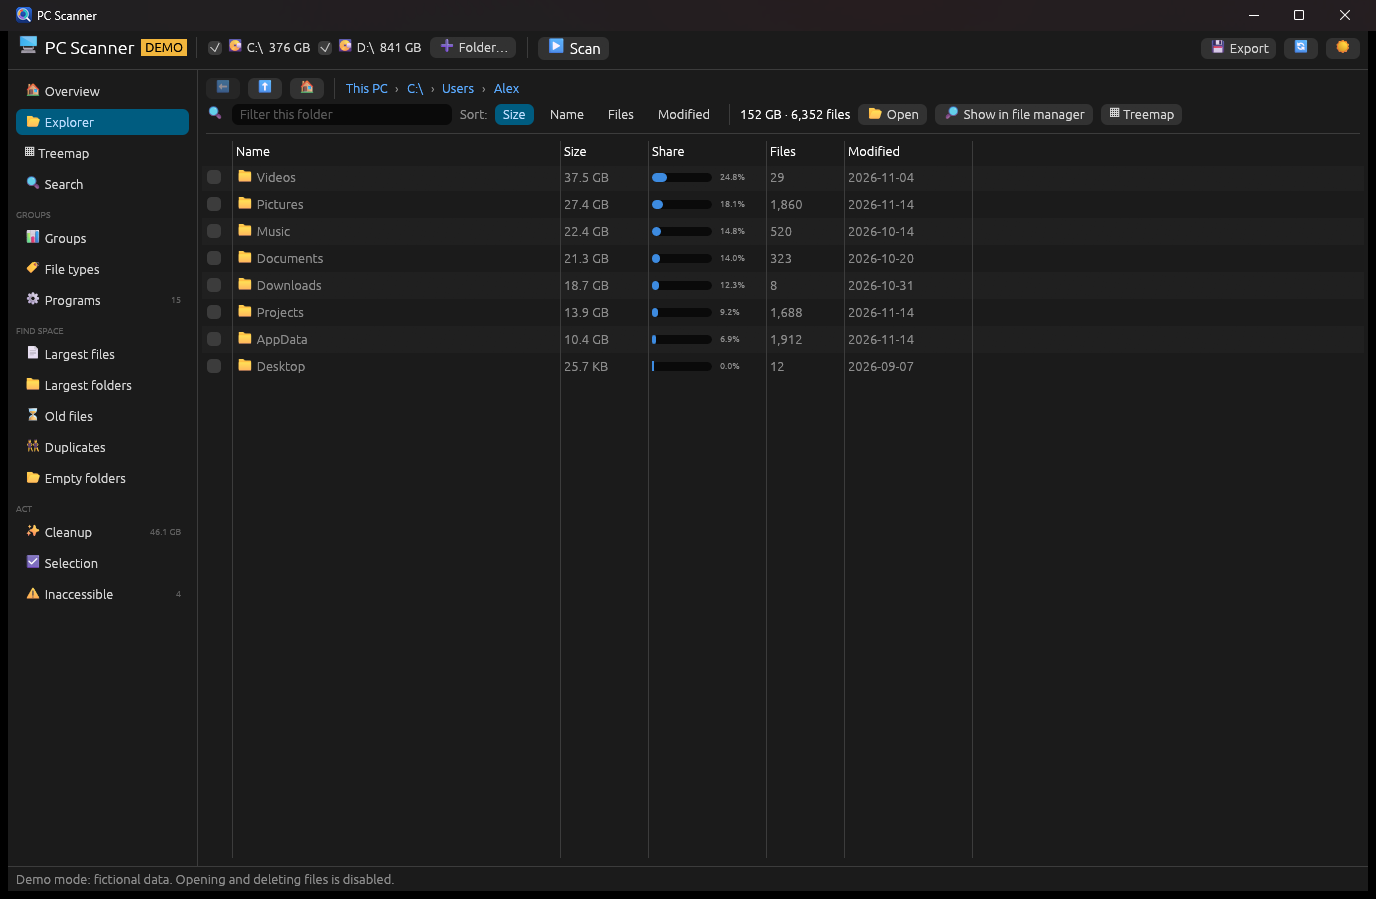 PC Scanner
PC Scanner DEMO C:\ 376 GB D:\ 841 GB Folder... Scan Export
Overview
Explorer
Treemap
Search
GROUPS
Groups
File types
Programs 15
FIND SPACE
Largest files
Largest folders
Old files
Duplicates
Empty folders
ACT
Cleanup 46.1 GB
Selection
Inaccessible 4
This PC › C:\ › Users › Alex
Filter this folder Sort: Size Name Files Modified 152 GB · 6,352 files Open Show in file manager Treemap
Name Size Share Files Modified
Videos 37.5 GB 24.8% 29 2026-11-04
Pictures 27.4 GB 18.1% 1,860 2026-11-14
Music 22.4 GB 14.8% 520 2026-10-14
Documents 21.3 GB 14.0% 323 2026-10-20
Downloads 18.7 GB 12.3% 8 2026-10-31
Projects 13.9 GB 9.2% 1,688 2026-11-14
AppData 10.4 GB 6.9% 1,912 2026-11-14
Desktop 25.7 KB 0.0% 12 2026-09-07
Demo mode: fictional data. Opening and deleting files is disabled.